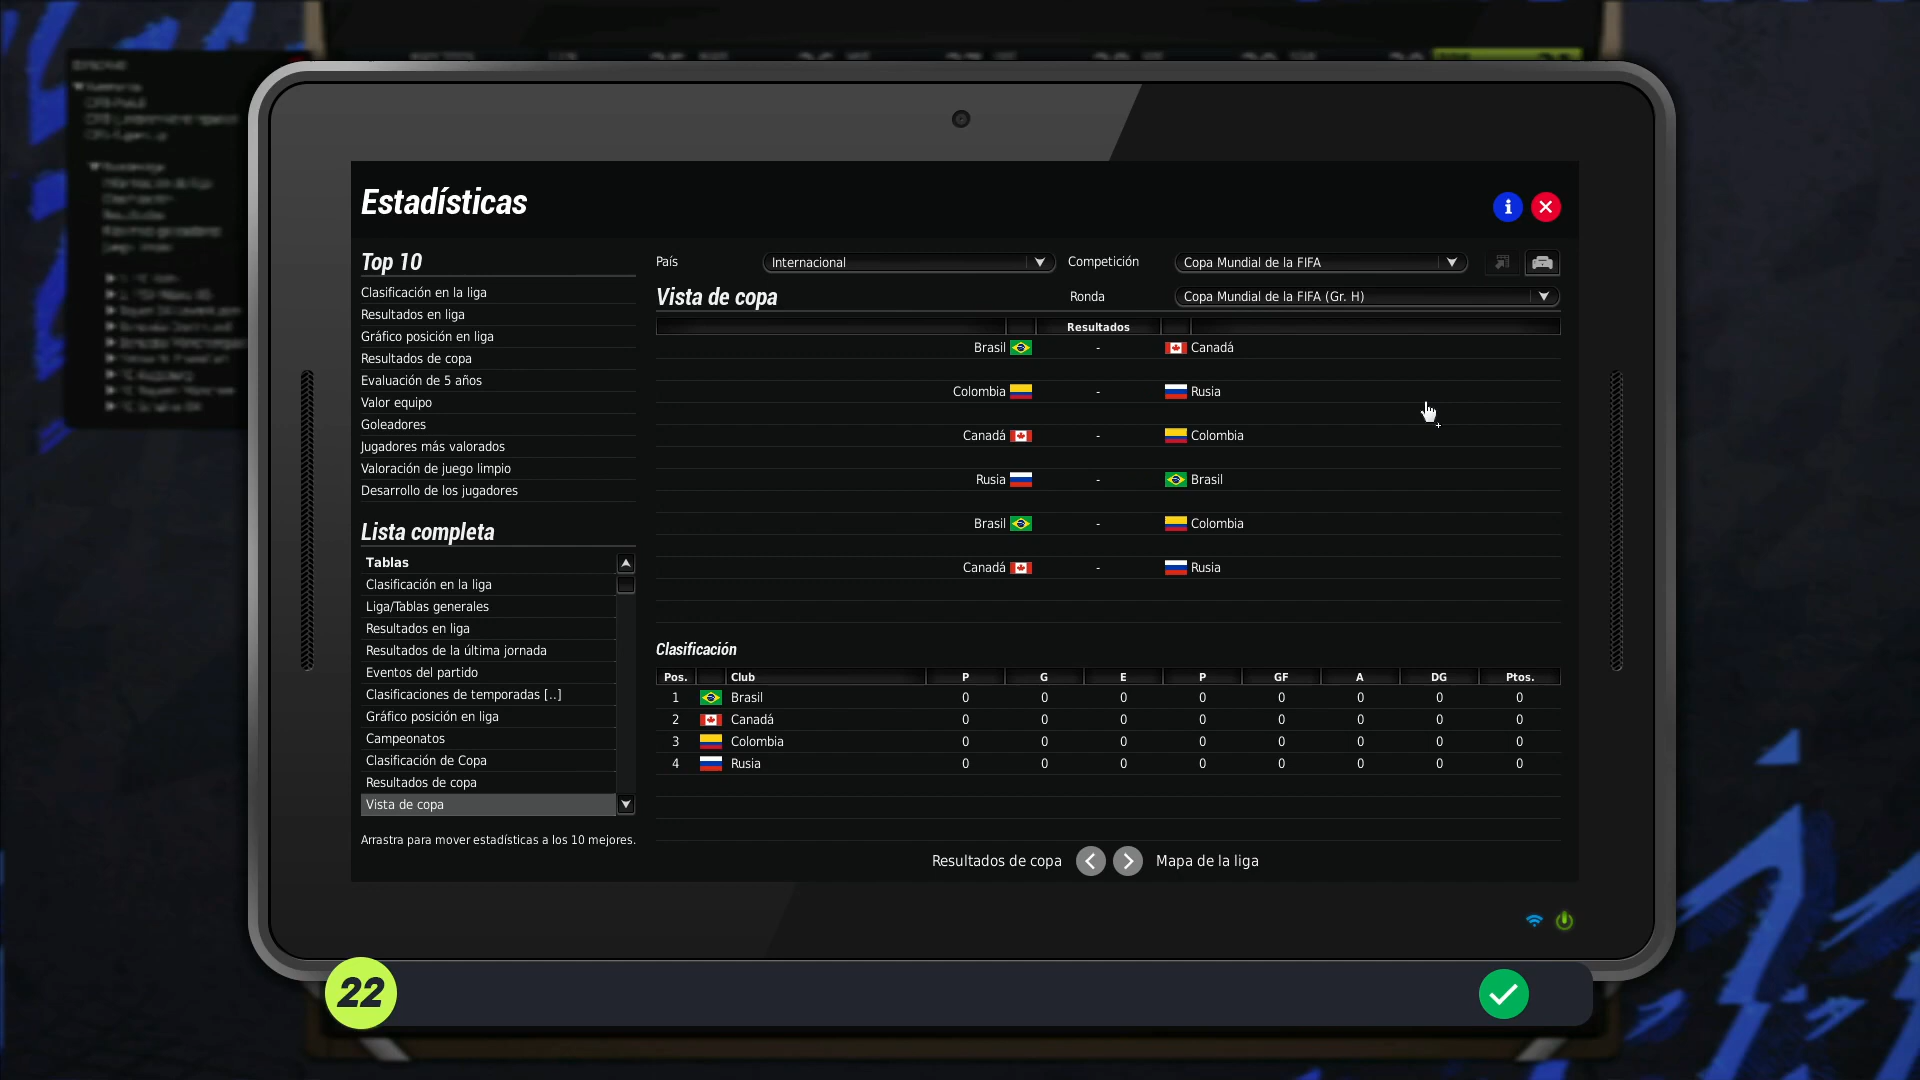 Estadísticas
Top 10
Clasificación en la liga
Resultados en liga
Gráfico posición en liga
Resultados de copa
Evaluación de 5 años
Valor equipo
Goleadores
Jugadores más valorados
Valoración de juego limpio
Desarrollo de los jugadores
Lista completa
Tablas
Clasificación en la liga
Liga/Tablas generales
Resultados en liga
Resultados de la última jornada
Eventos del partido
Clasificaciones de temporadas [..]
Gráfico posición en liga
Campeonatos
Clasificación de Copa
Resultados de copa
Vista de copa
Arrastra para mover estadísticas a los 10 mejores.
País Internacional Competición Copa Mundial de la FIFA
Vista de copa Ronda Copa Mundial de la FIFA (Gr. H)
Resultados
Brasil - Canadá
Colombia - Rusia
Canadá - Colombia
Rusia - Brasil
Brasil - Colombia
Canadá - Rusia
Clasificación
Pos. Club P G E P GF A DG Ptos.
1 Brasil 0 0 0 0 0 0 0 0
2 Canadá 0 0 0 0 0 0 0 0
3 Colombia 0 0 0 0 0 0 0 0
4 Rusia 0 0 0 0 0 0 0 0
Resultados de copa Mapa de la liga
22